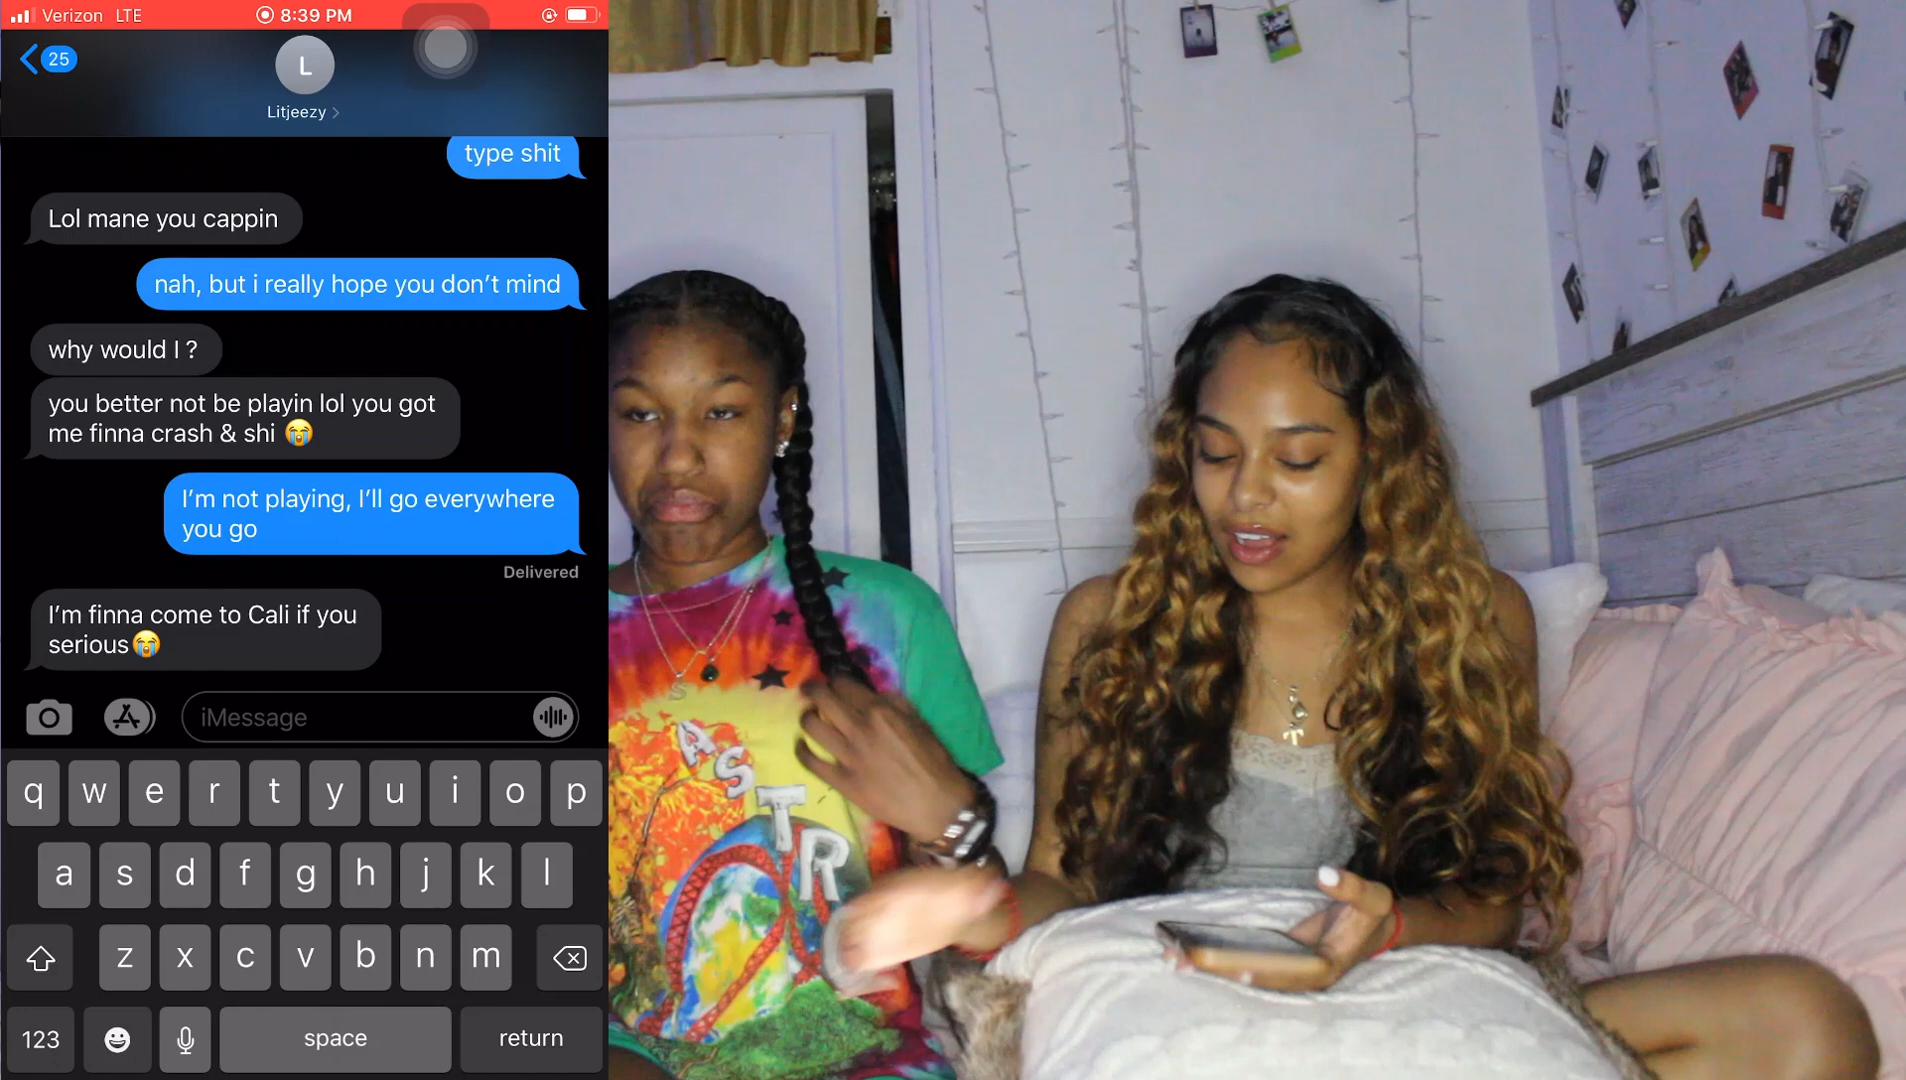 Verizon LTE 8:39 PM
25
L
Litjeezy
type shit
Lol mane you cappin
nah, but i really hope you don’t mind
why would I ?
you better not be playin lol you got
me finna crash & shi 😭
I’m not playing, I’ll go everywhere
you go
Delivered
I’m finna come to Cali if you
serious😭
iMessage
q w e r t y u i o p
a s d f g h j k l
z x c v b n m
123 space return
ASTR